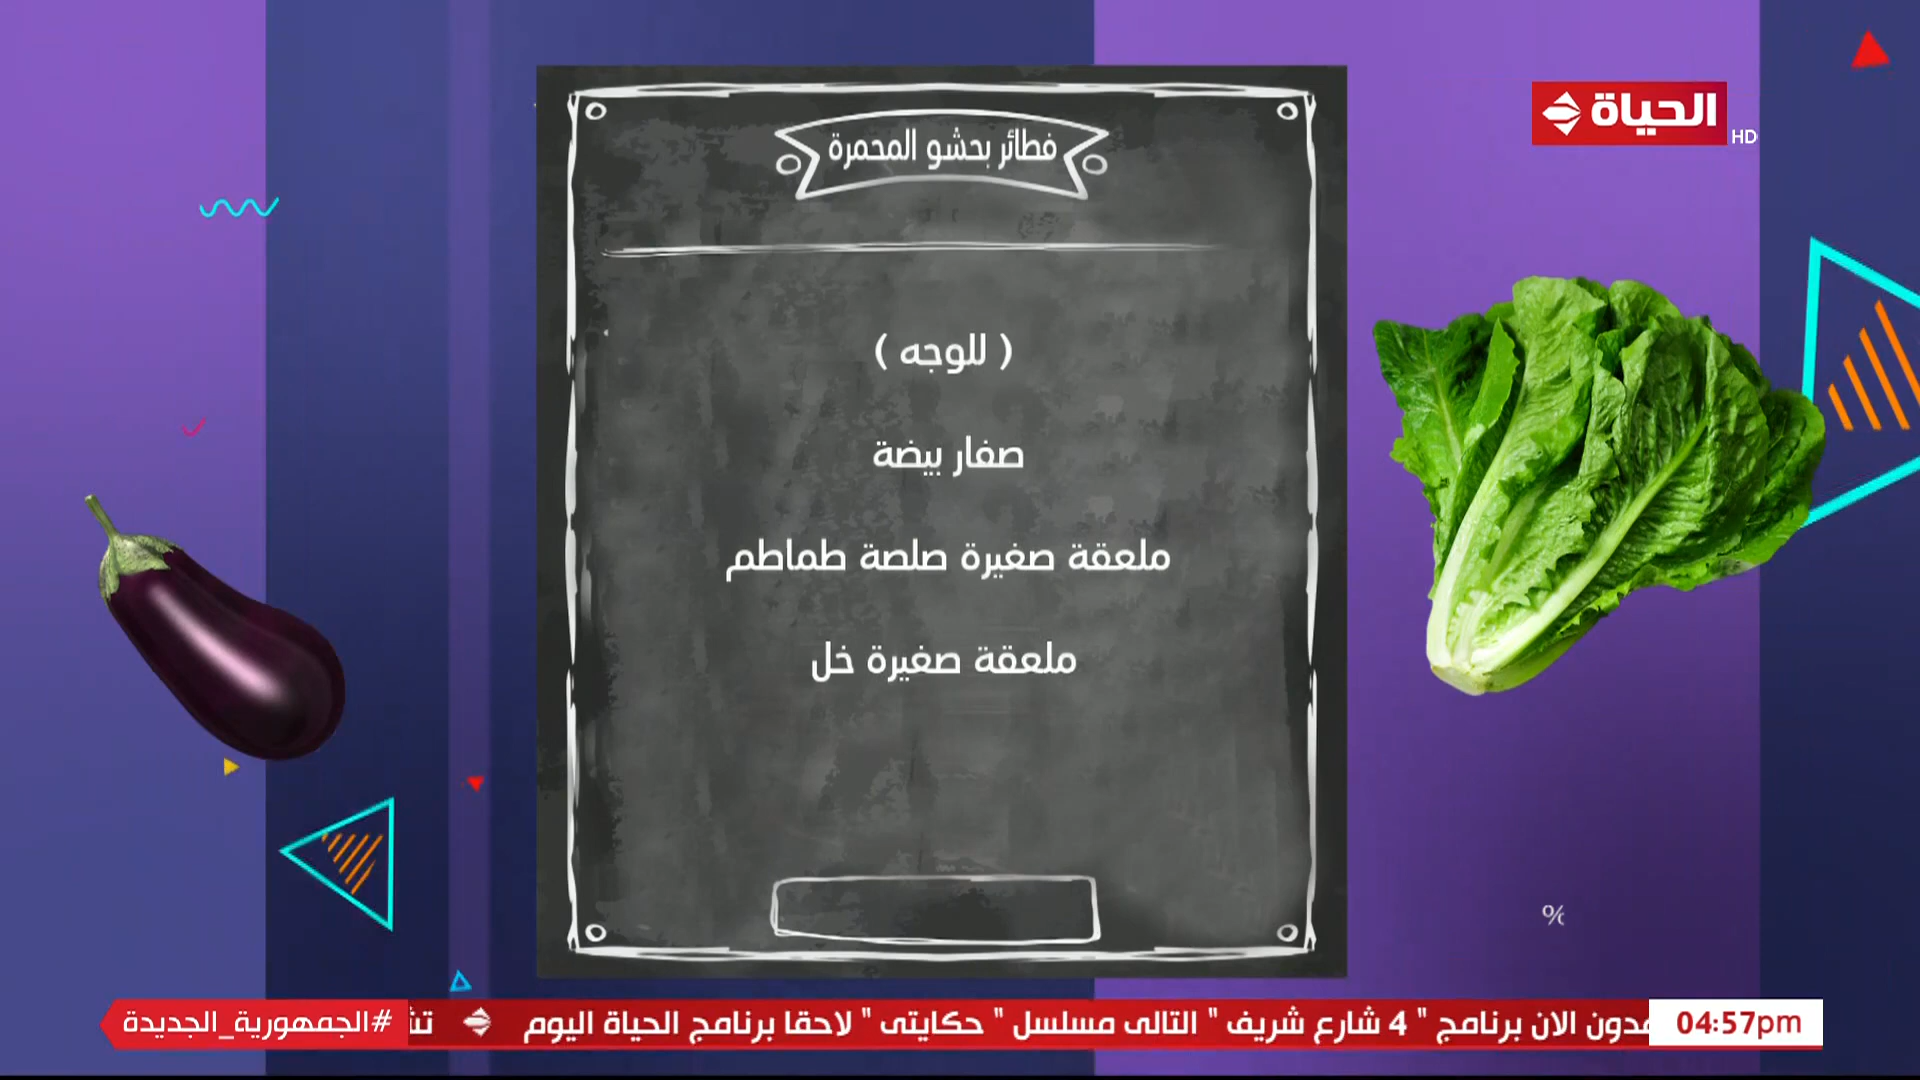 الحياة
HD
فطائر بحشو المحمرة
( للوجه )
صفار بيضة
ملعقة صغيرة صلصة طماطم
ملعقة صغيرة خل
%
04:57pm
الان برنامج " 4 شارع شريف " التالى مسلسل " حكايتى " لاحقا برنامج الحياة اليوم
#الجمهورية_الجديدة